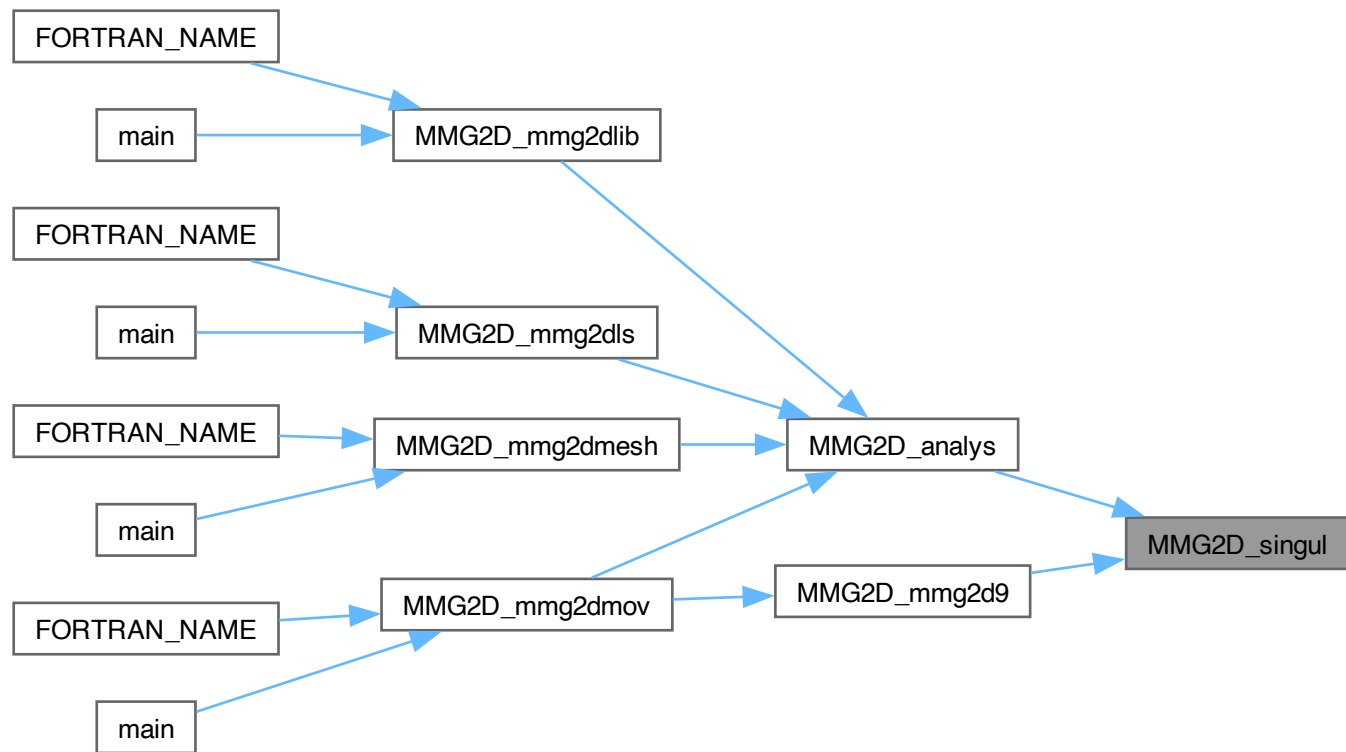 FORTRAN_NAME
main
MMG2D_mmg2dlib
FORTRAN_NAME
main
MMG2D_mmg2dls
FORTRAN_NAME
main
MMG2D_mmg2dmesh
MMG2D_analys
MMG2D_singul
FORTRAN_NAME
main
MMG2D_mmg2dmov
MMG2D_mmg2d9